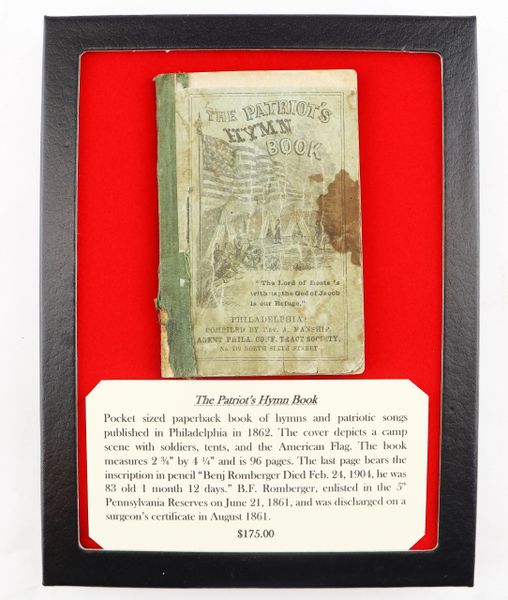 THE PATRIOT'S
HYMN
BOOK
"The Lord of Hosts is
with us; the God of Jacob
is our Refuge."
PHILADELPHIA:
COMPILED BY Rev. A. MANSHIP,
AGENT PHILA. CONF. TRACT SOCIETY,
NORTH SIXTH STREET
The Patriot's Hymn Book
Pocket sized paperback book of hymns and patriotic songs
published in Philadelphia in 1862. The cover depicts a camp
scene with soldiers, tents, and the American Flag. The book
measures 2 ¾" by 4 ¼" and is 96 pages. The last page bears the
inscription in pencil "Benj Romberger Died Feb. 24, 1904, he was
83 old 1 month 12 days." B.F. Romberger, enlisted in the 5th
Pennsylvania Reserves on June 21, 1861, and was discharged on a
surgeon's certificate in August 1861.
$175.00